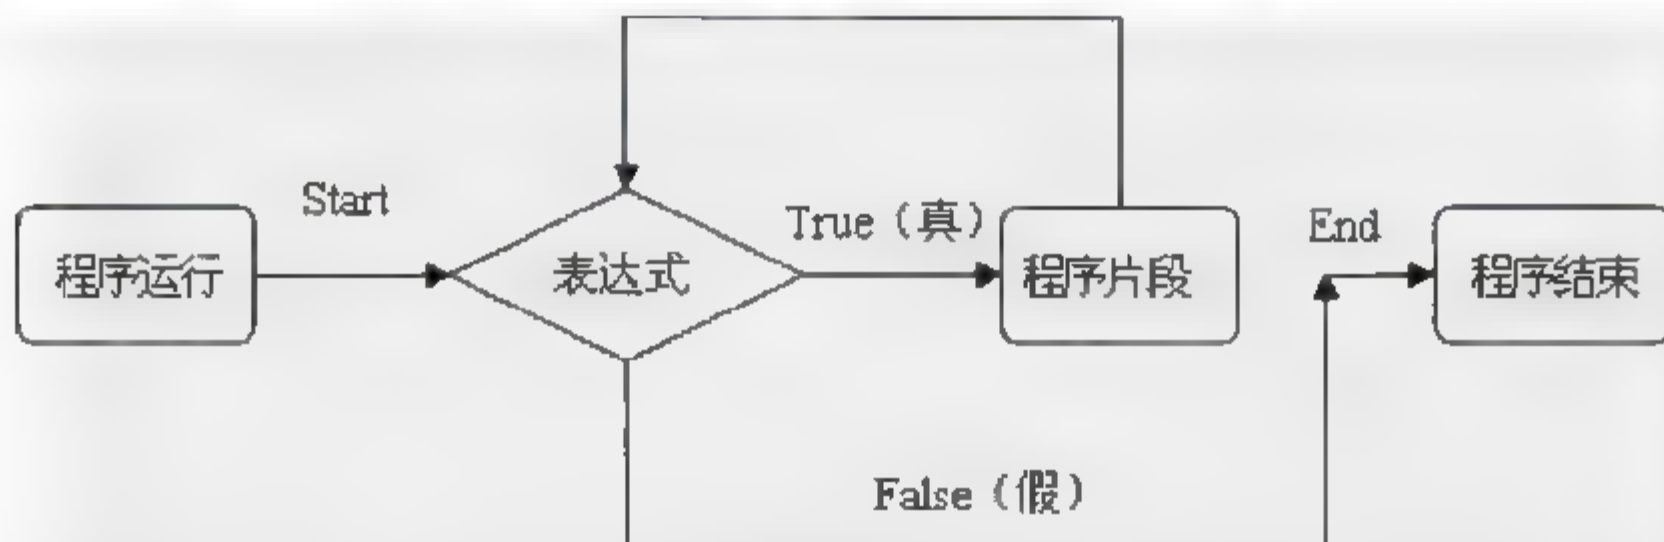 Start
程序运行
表达式
True（真）
程序片段
End
程序结束
False（假）